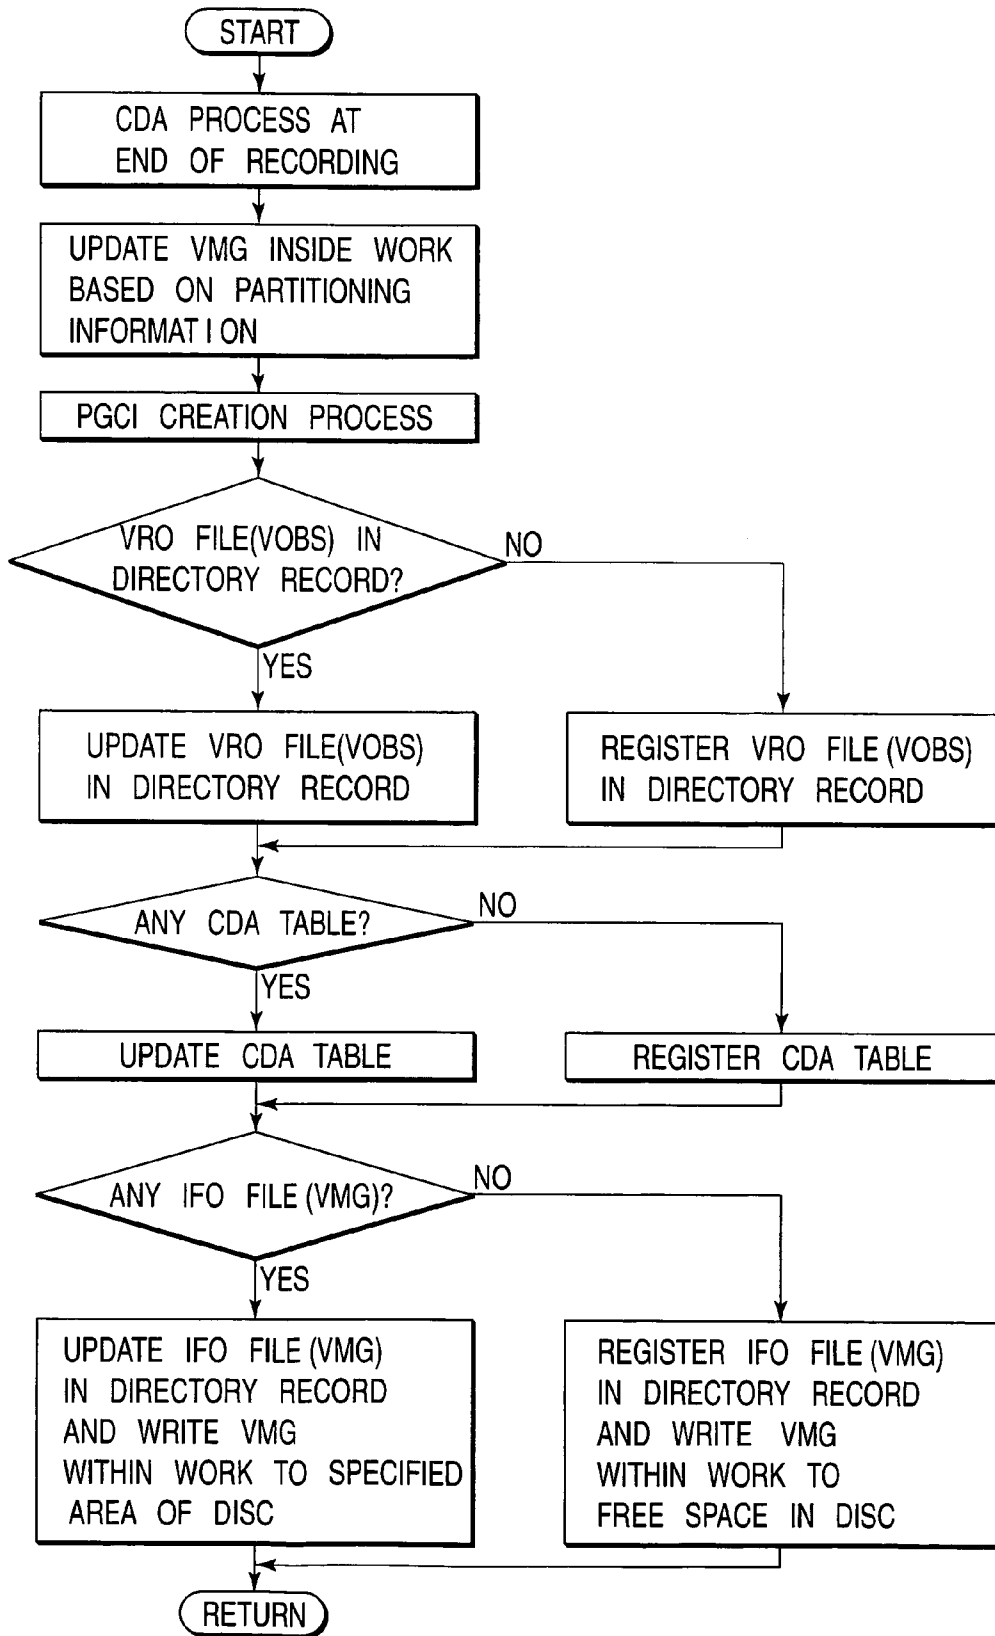 START
CDA PROCESS AT
END OF RECORDING
UPDATE VMG INSIDE WORK
BASED ON PARTITIONING
INFORMATION
PGCI CREATION PROCESS
VRO FILE(VOBS) IN
DIRECTORY RECORD?
NO
YES
UPDATE VRO FILE(VOBS)
IN DIRECTORY RECORD
REGISTER VRO FILE (VOBS)
IN DIRECTORY RECORD
ANY CDA TABLE?
NO
YES
UPDATE CDA TABLE
REGISTER CDA TABLE
ANY IFO FILE (VMG)?
NO
YES
UPDATE IFO FILE (VMG)
IN DIRECTORY RECORD
AND WRITE VMG
WITHIN WORK TO SPECIFIED
AREA OF DISC
REGISTER IFO FILE (VMG)
IN DIRECTORY RECORD
AND WRITE VMG
WITHIN WORK TO
FREE SPACE IN DISC
RETURN